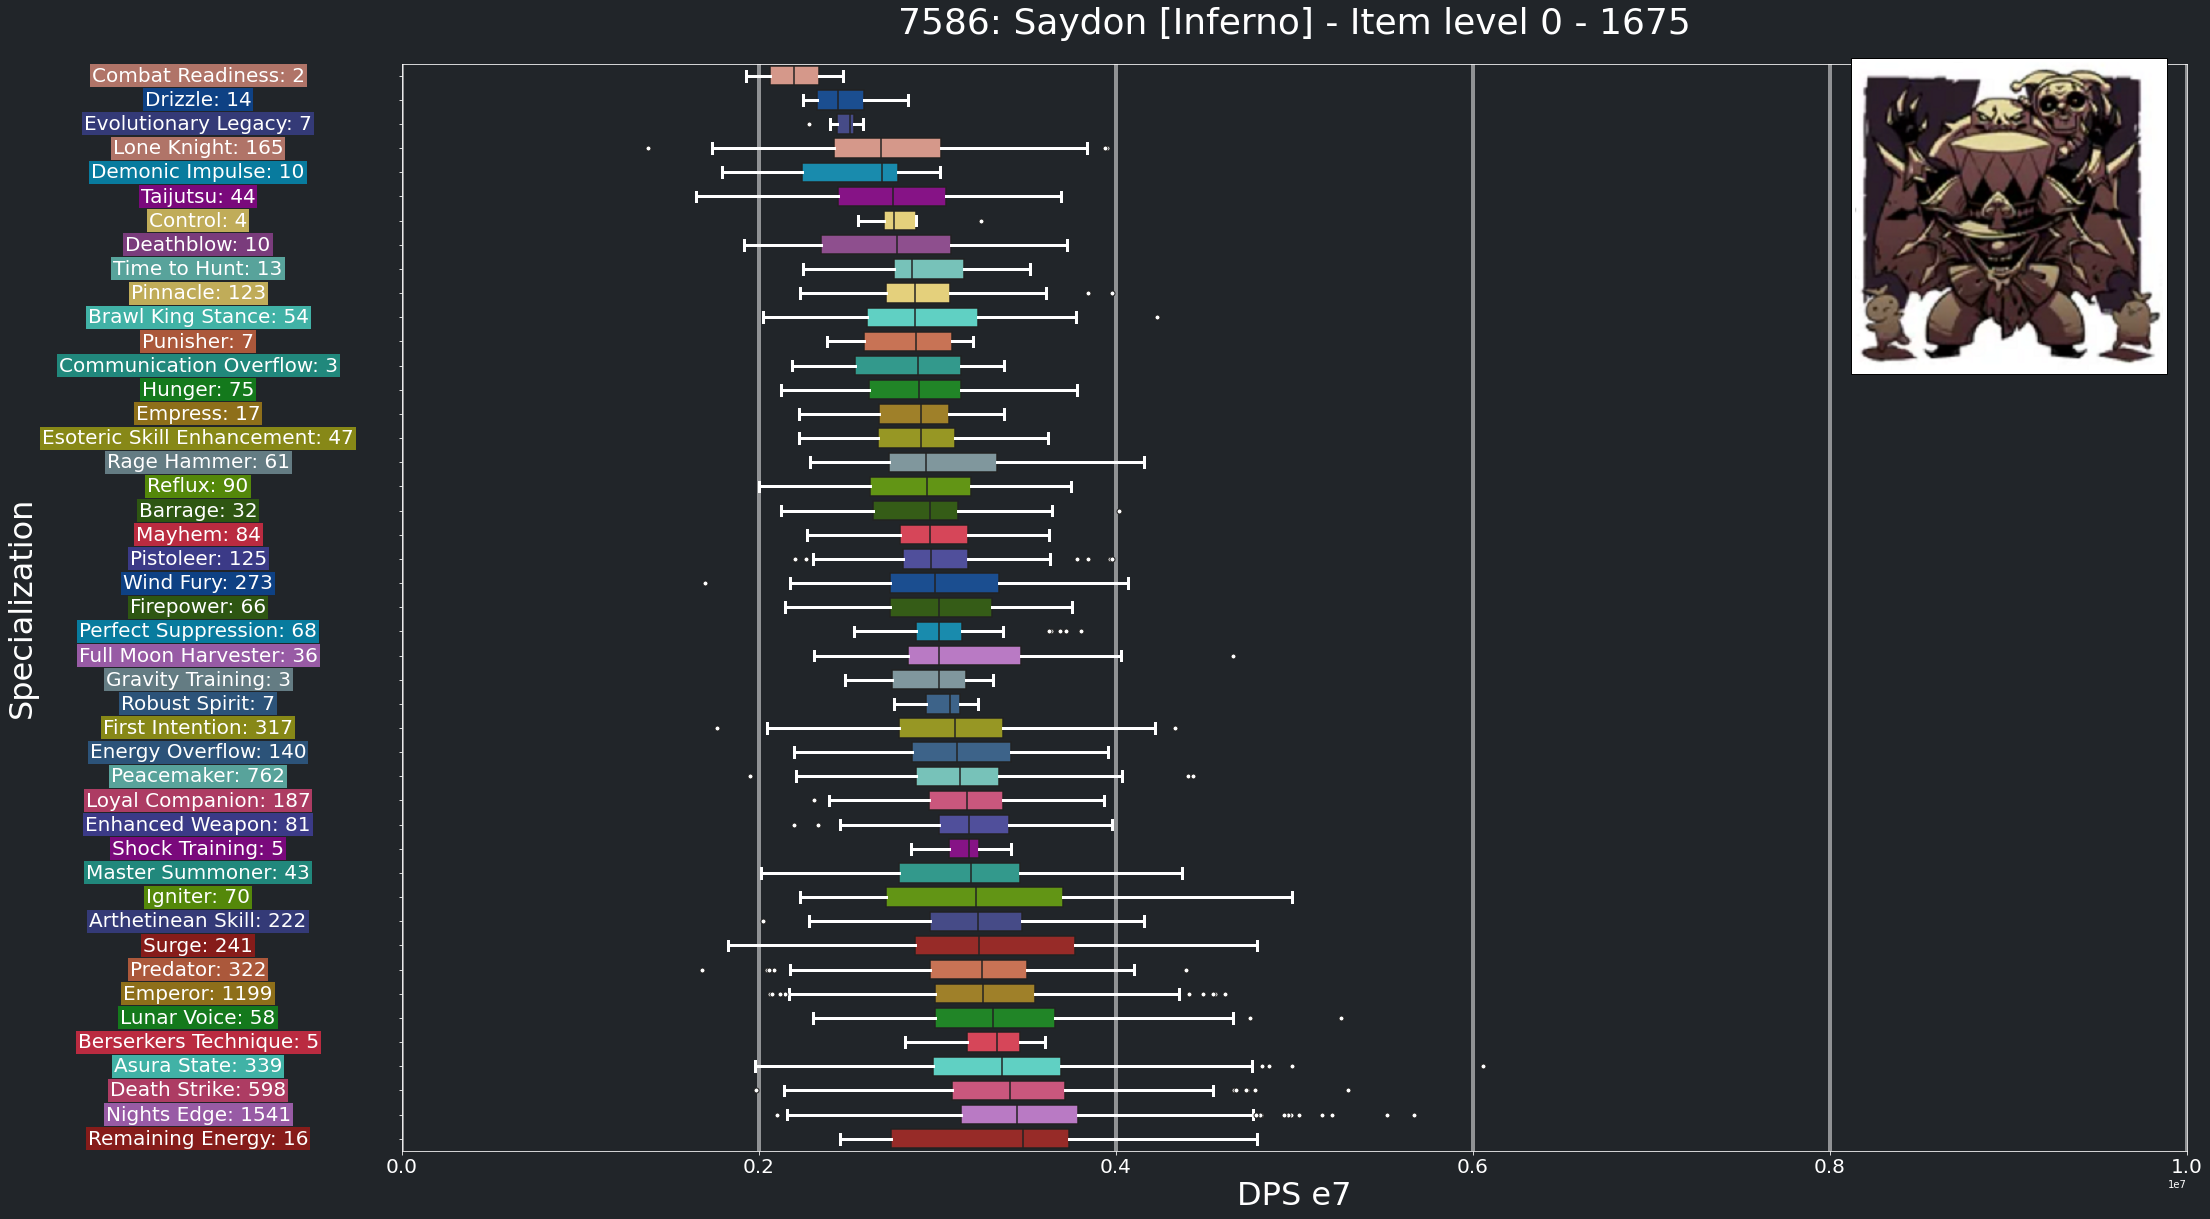 7586: Saydon [Inferno] - Item level 0 - 1675
Combat Readiness: 2
Drizzle: 14
Evolutionary Legacy: 7
Lone Knight: 165
Demonic Impulse: 10
Taijutsu: 44
Control: 4
Deathblow: 10
Time to Hunt: 13
Pinnacle: 123
Brawl King Stance: 54
Punisher: 7
Communication Overflow: 3
Hunger: 75
Empress: 17
Esoteric Skill Enhancement: 47
Rage Hammer: 61
Reflux: 90
Barrage: 32
Mayhem: 84
Pistoleer: 125
Wind Fury: 273
Firepower: 66
Perfect Suppression: 68
Full Moon Harvester: 36
Gravity Training: 3
Robust Spirit: 7
First Intention: 317
Energy Overflow: 140
Peacemaker: 762
Loyal Companion: 187
Enhanced Weapon: 81
Shock Training: 5
Master Summoner: 43
Igniter: 70
Arthetinean Skill: 222
Surge: 241
Predator: 322
Emperor: 1199
Lunar Voice: 58
Berserkers Technique: 5
Asura State: 339
Death Strike: 598
Nights Edge: 1541
Remaining Energy: 16
Specialization
0.0 0.2 0.4 0.6 0.8 1.0
1e7
DPS e7